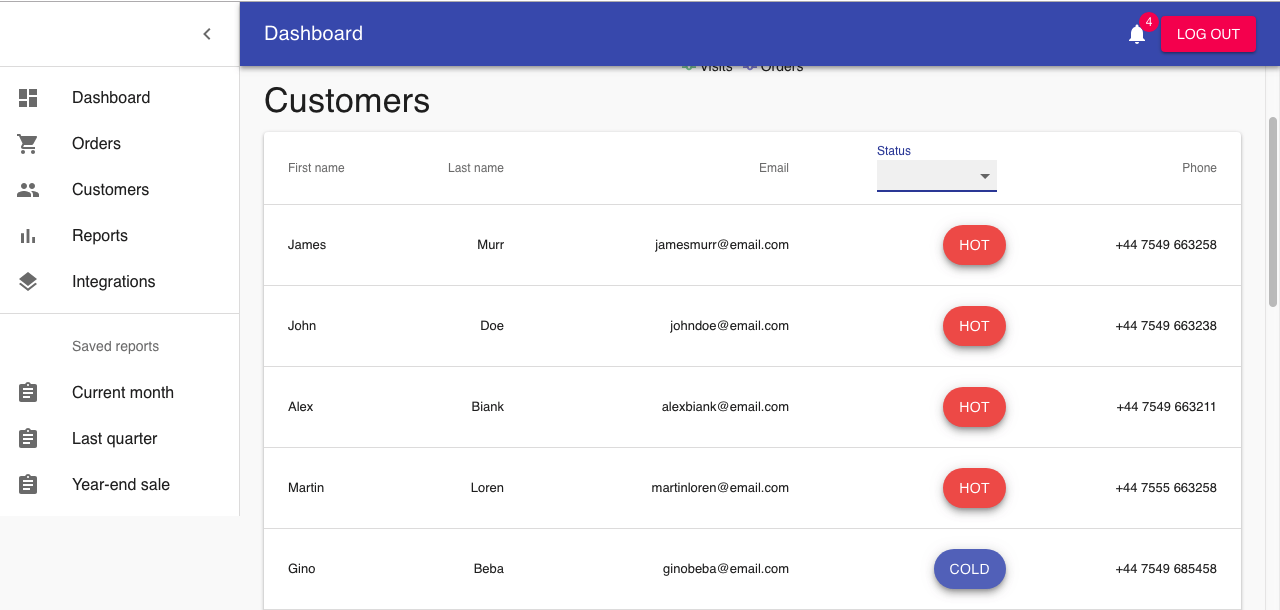 Dashboard
4
LOG OUT
Visits Orders
Customers
Dashboard
Orders
Customers
Reports
Integrations
Saved reports
Current month
Last quarter
Year-end sale
First name Last name Email Status Phone
James Murr jamesmurr@email.com HOT +44 7549 663258
John Doe johndoe@email.com HOT +44 7549 663238
Alex Biank alexbiank@email.com HOT +44 7549 663211
Martin Loren martinloren@email.com HOT +44 7555 663258
Gino Beba ginobeba@email.com COLD +44 7549 685458